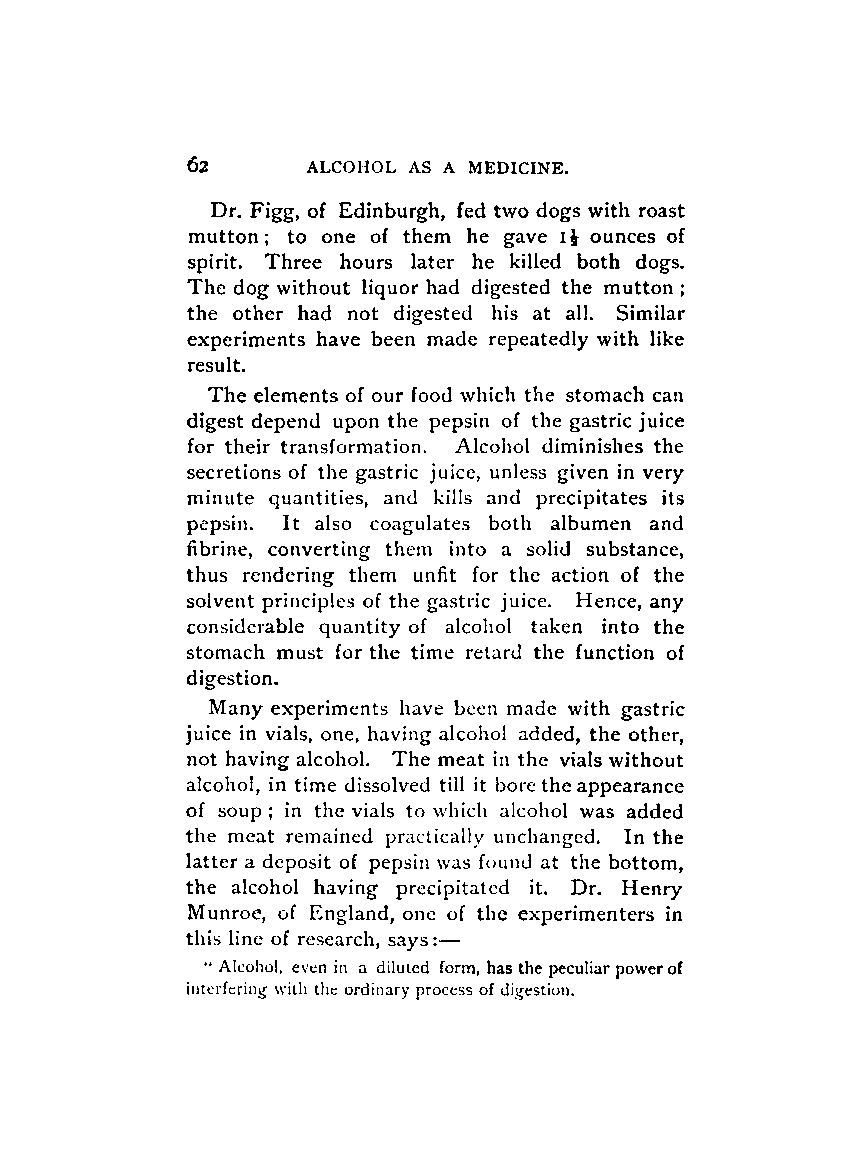 62 ALCOHOL AS A MEDICINE.
Dr. Figg, of Edinburgh, fed two dogs with roast
mutton; to one of them he gave 1½ ounces of
spirit. Three hours later he killed both dogs.
The dog without liquor had digested the mutton;
the other had not digested his at all. Similar
experiments have been made repeatedly with like
result.
The elements of our food which the stomach can
digest depend upon the pepsin of the gastric juice
for their transformation. Alcohol diminishes the
secretions of the gastric juice, unless given in very
minute quantities, and kills and precipitates its
pepsin. It also coagulates both albumen and
fibrine, converting them into a solid substance,
thus rendering them unfit for the action of the
solvent principles of the gastric juice. Hence, any
considerable quantity of alcohol taken into the
stomach must for the time retard the function of
digestion.
Many experiments have been made with gastric
juice in vials, one, having alcohol added, the other,
not having alcohol. The meat in the vials without
alcohol, in time dissolved till it bore the appearance
of soup; in the vials to which alcohol was added
the meat remained practically unchanged. In the
latter a deposit of pepsin was found at the bottom,
the alcohol having precipitated it. Dr. Henry
Munroe, of England, one of the experimenters in
this line of research, says:—
"Alcohol, even in a diluted form, has the peculiar power of
interfering with the ordinary process of digestion.